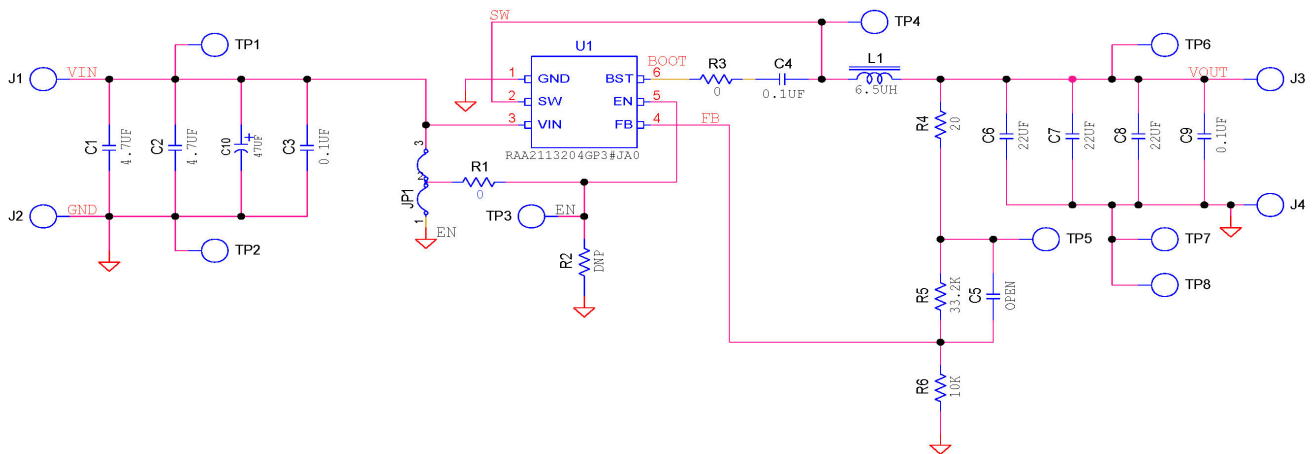 SW
TP4
TP1
U1
TP6
J1
VIN
BOOT
R3
C4
L1
VOUT
J3
1
GND
BST
6
0
0.1UF
6.5UH
2
SW
EN
5
3
VIN
FB
4
FB
RAA2113204GP3#JA0
C1
4.7UF
C2
4.7UF
C10
47UF
+
C3
0.1UF
R4
20
C6
22UF
C7
22UF
C8
22UF
C9
0.1UF
3
2
JP1
1
EN
R1
0
J2
GND
TP2
TP3
EN
R2
DNP
J4
TP5
TP7
TP8
R5
33.2K
C5
OPEN
R6
10K